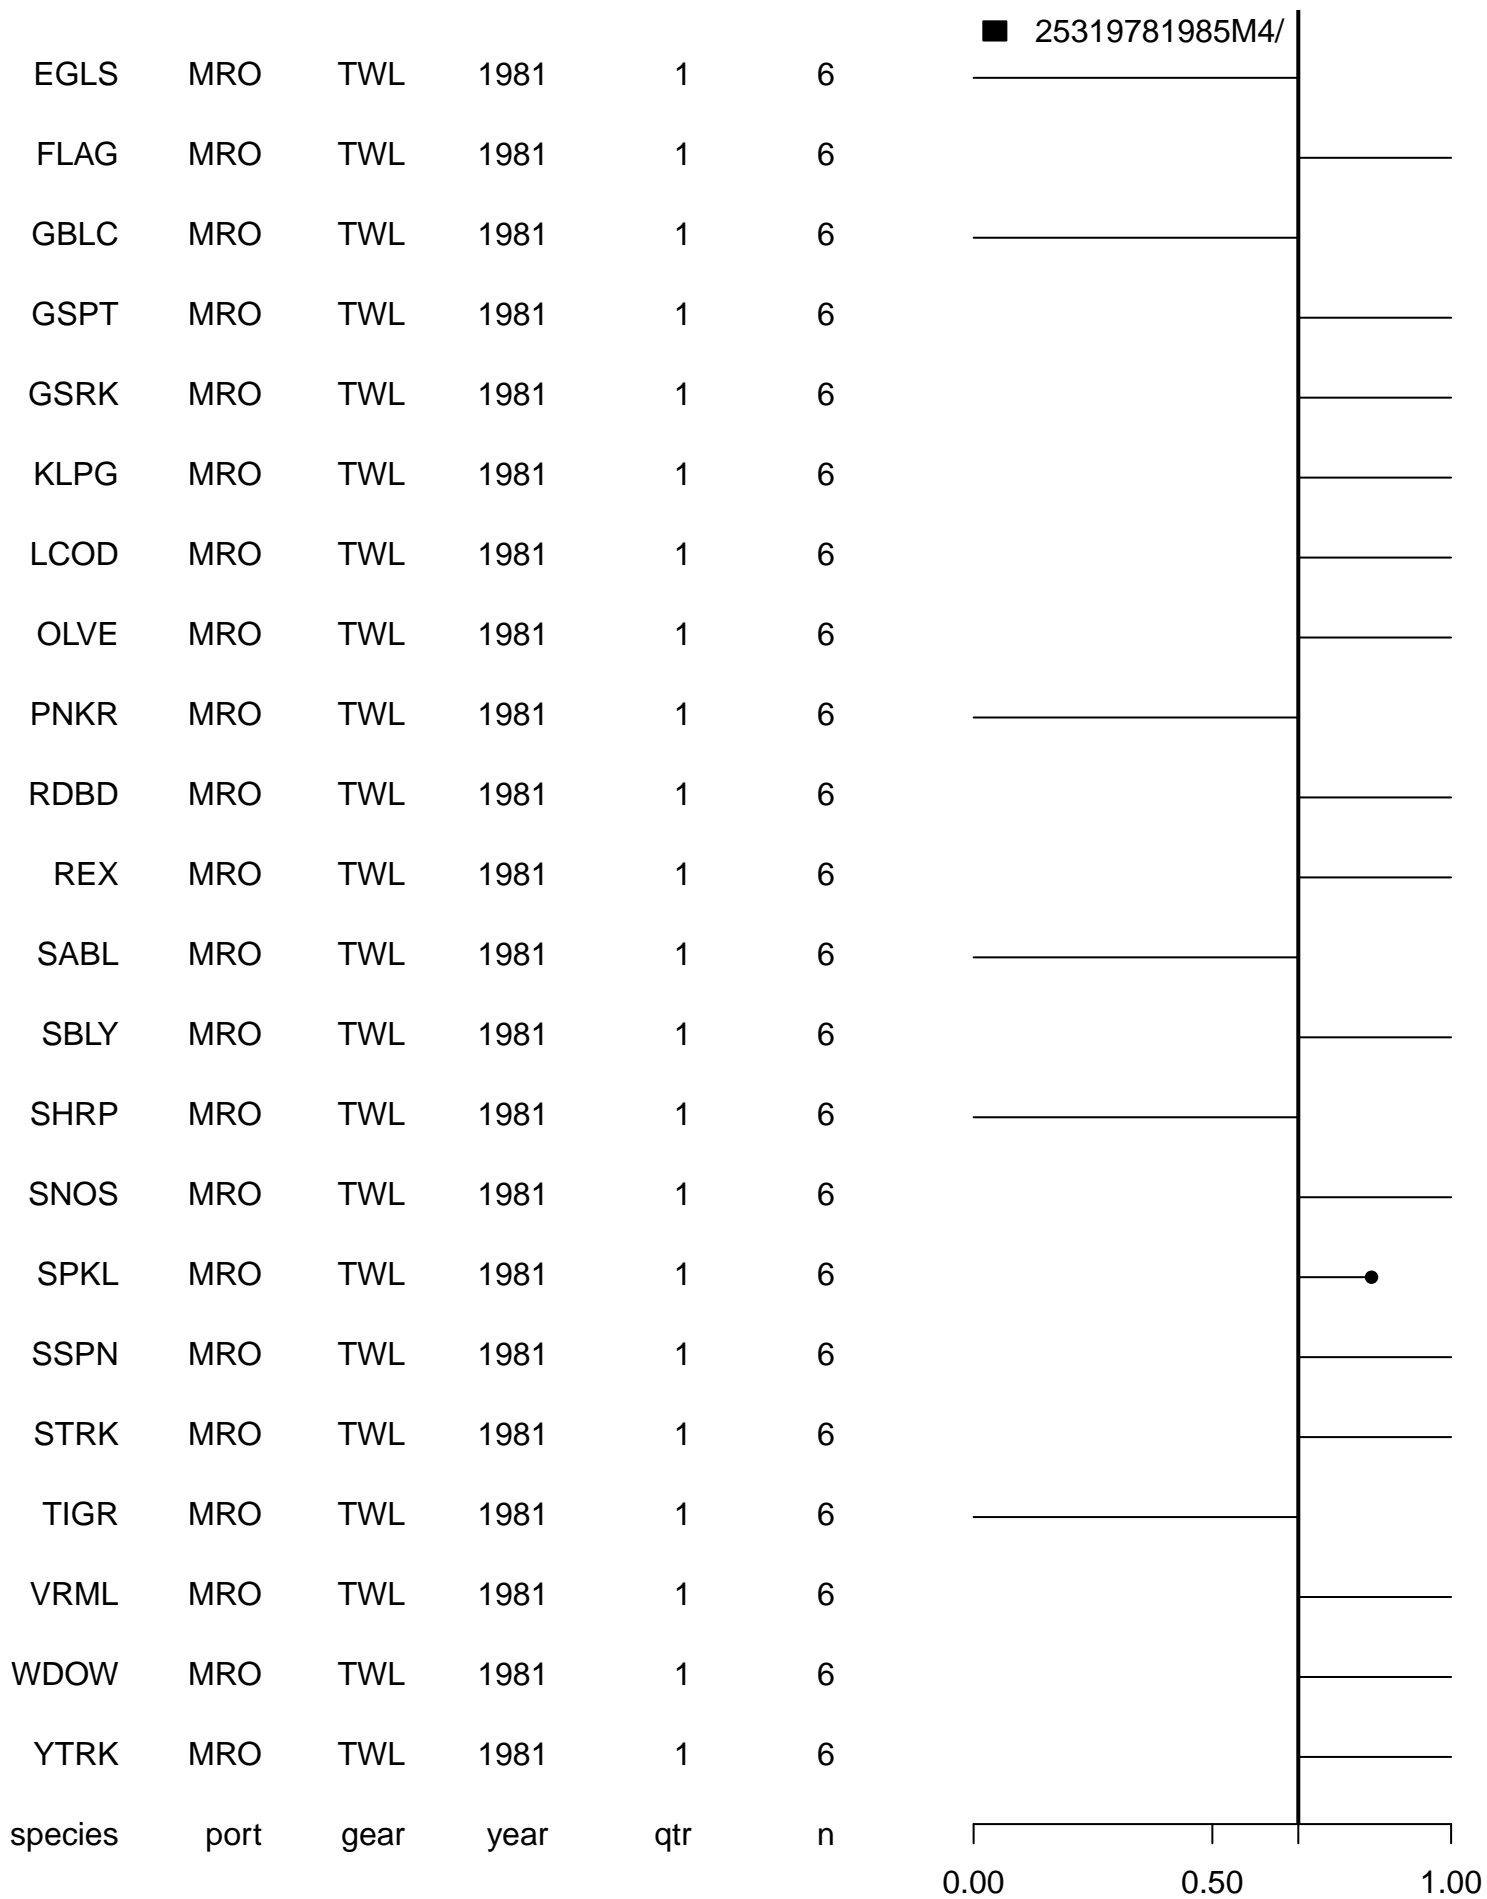 25319781985M4/
EGLS MRO TWL 1981 1 6
FLAG MRO TWL 1981 1 6
GBLC MRO TWL 1981 1 6
GSPT MRO TWL 1981 1 6
GSRK MRO TWL 1981 1 6
KLPG MRO TWL 1981 1 6
LCOD MRO TWL 1981 1 6
OLVE MRO TWL 1981 1 6
PNKR MRO TWL 1981 1 6
RDBD MRO TWL 1981 1 6
REX MRO TWL 1981 1 6
SABL MRO TWL 1981 1 6
SBLY MRO TWL 1981 1 6
SHRP MRO TWL 1981 1 6
SNOS MRO TWL 1981 1 6
SPKL MRO TWL 1981 1 6
SSPN MRO TWL 1981 1 6
STRK MRO TWL 1981 1 6
TIGR MRO TWL 1981 1 6
VRML MRO TWL 1981 1 6
WDOW MRO TWL 1981 1 6
YTRK MRO TWL 1981 1 6
species port gear year qtr n
0.00 0.50 1.00